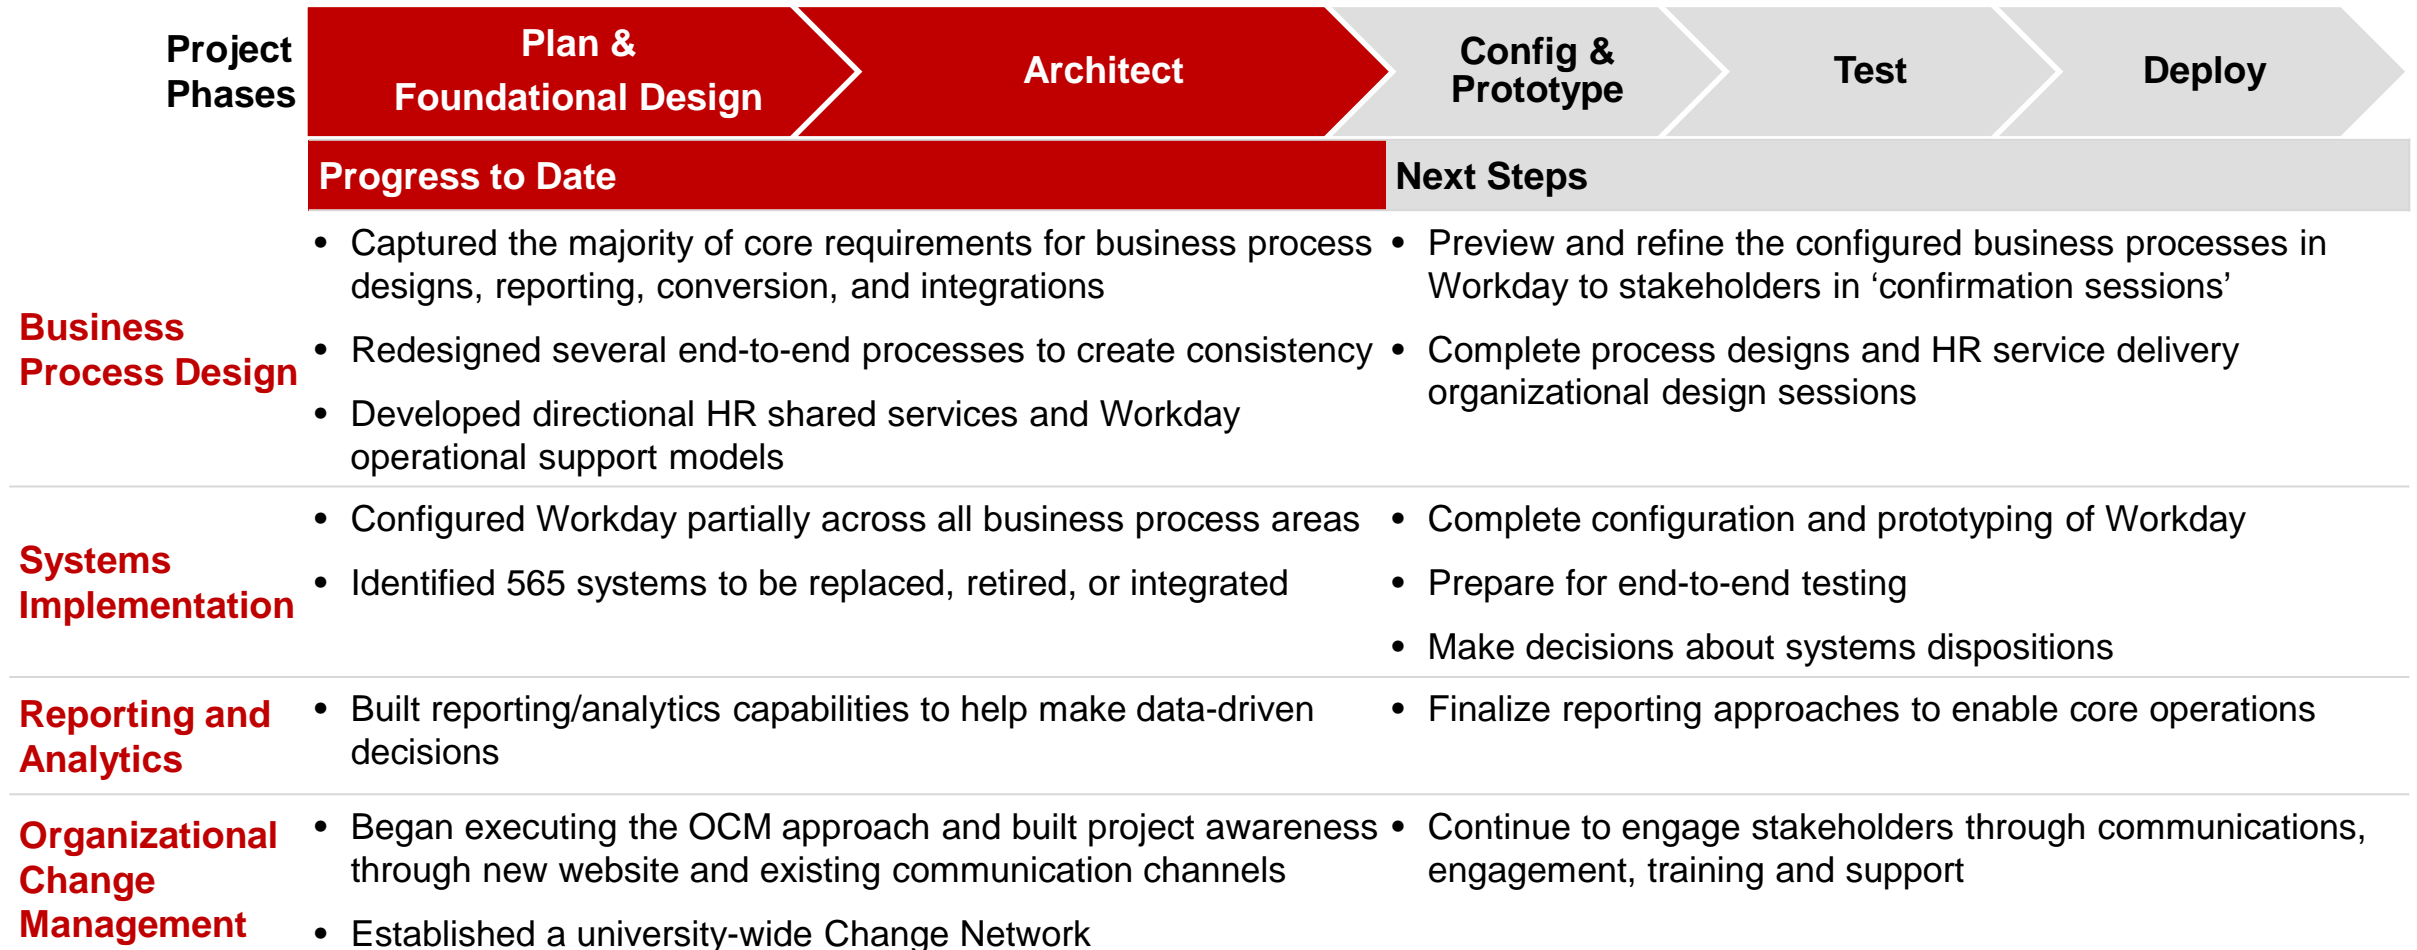 Project
Phases
Plan &
Foundational Design
Architect
Config &
Prototype
Test
Deploy
Progress to Date
Next Steps
Business
Process Design
• Captured the majority of core requirements for business process
designs, reporting, conversion, and integrations
• Redesigned several end-to-end processes to create consistency
• Developed directional HR shared services and Workday
operational support models
• Preview and refine the configured business processes in
Workday to stakeholders in ‘confirmation sessions’
• Complete process designs and HR service delivery
organizational design sessions
Systems
Implementation
• Configured Workday partially across all business process areas
• Identified 565 systems to be replaced, retired, or integrated
• Complete configuration and prototyping of Workday
• Prepare for end-to-end testing
• Make decisions about systems dispositions
Reporting and
Analytics
• Built reporting/analytics capabilities to help make data-driven
decisions
• Finalize reporting approaches to enable core operations
Organizational
Change
Management
• Began executing the OCM approach and built project awareness
through new website and existing communication channels
• Established a university-wide Change Network
• Continue to engage stakeholders through communications,
engagement, training and support